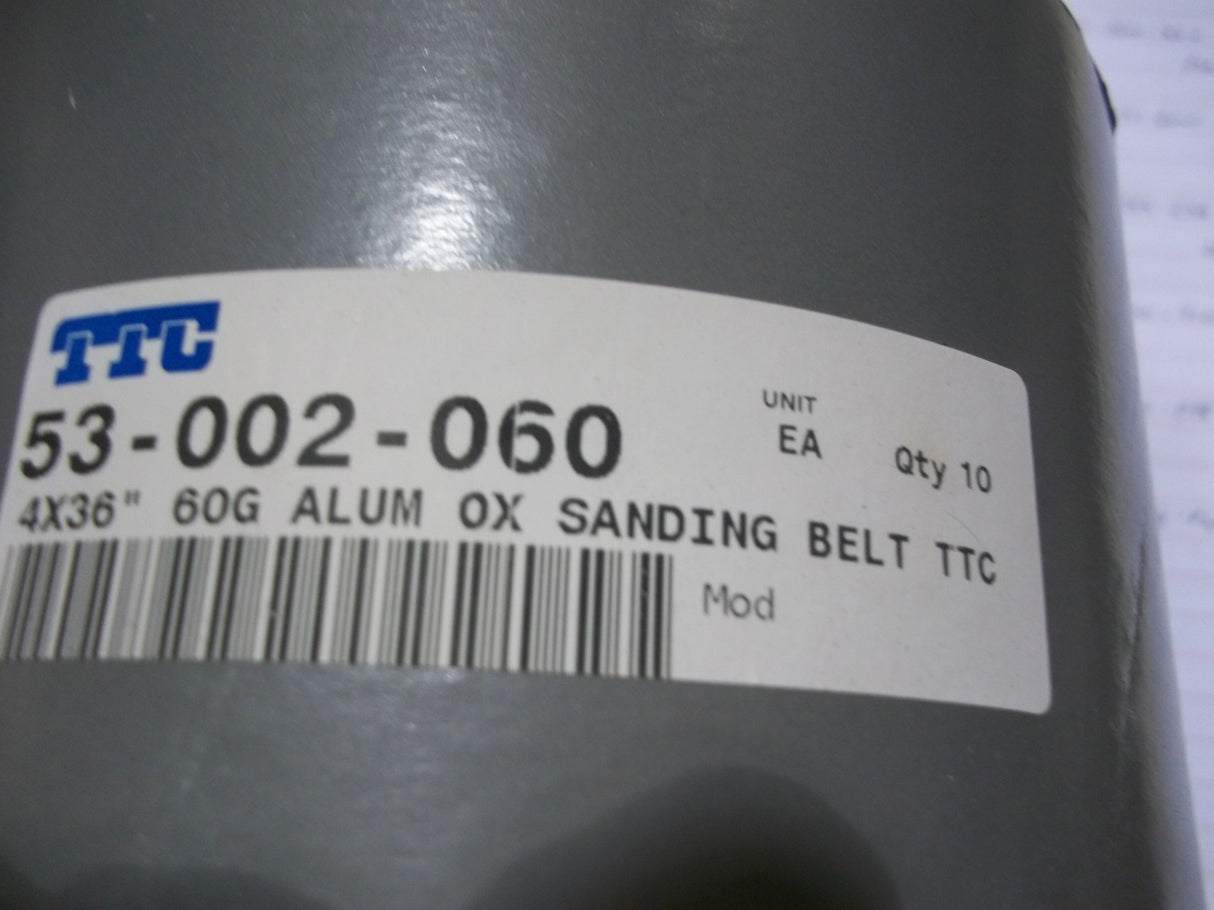 TTC
53-002-060
UNIT
EA
Qty 10
4X36" 60G ALUM OX SANDING BELT TTC
Mod